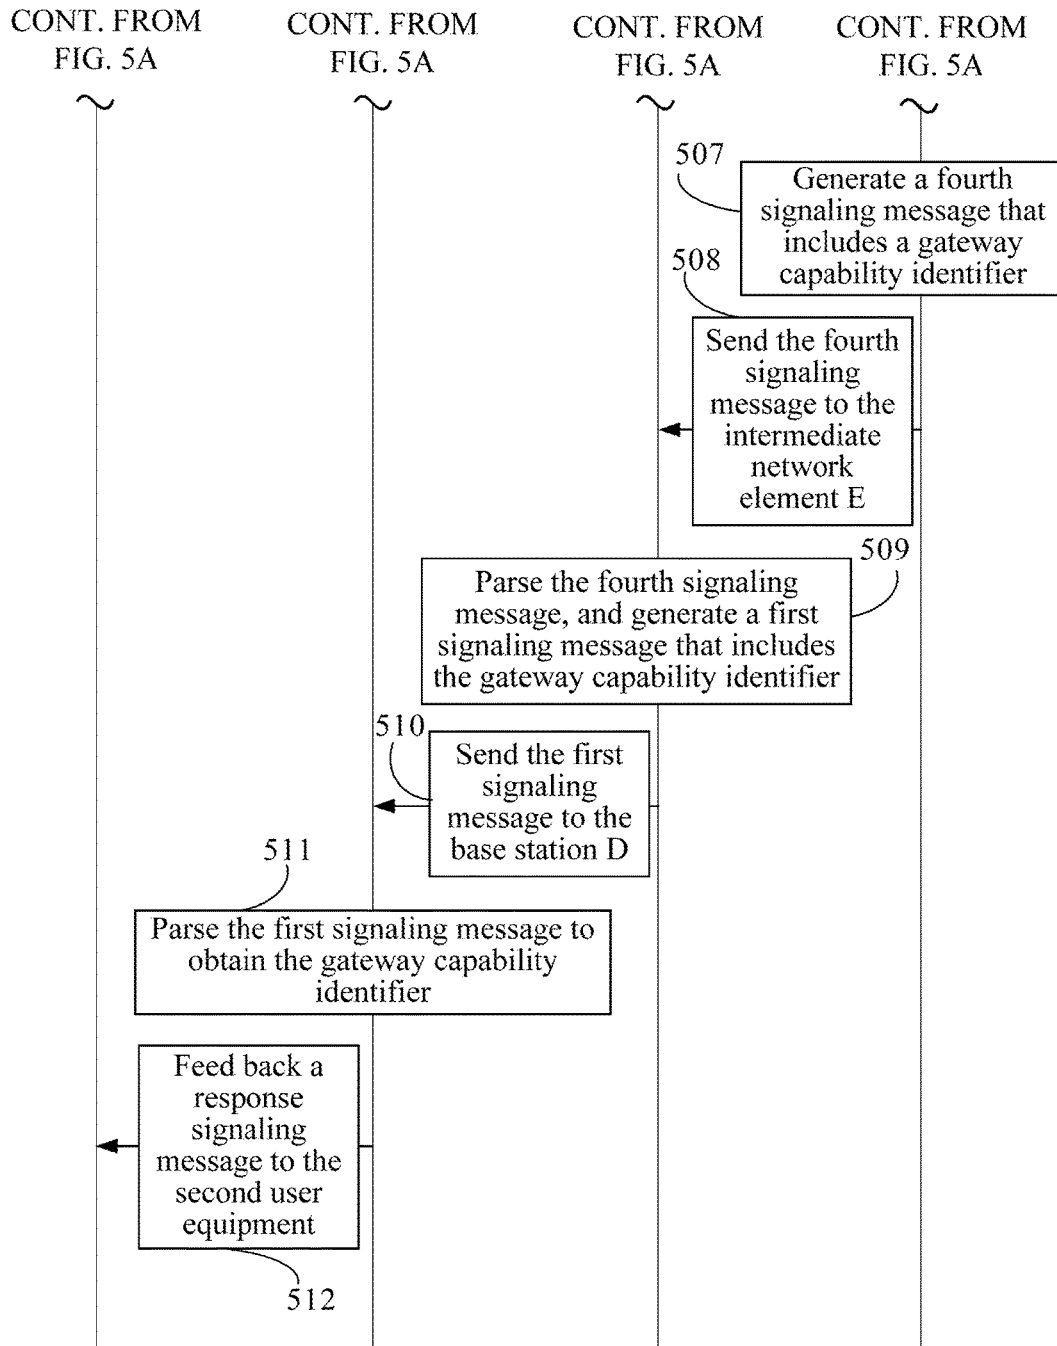 CONT. FROM
FIG. 5A
CONT. FROM
FIG. 5A
CONT. FROM
FIG. 5A
CONT. FROM
FIG. 5A
507
Generate a fourth
signaling message that
includes a gateway
capability identifier
508
Send the fourth
signaling
message to the
intermediate
network
element E
509
Parse the fourth signaling
message, and generate a first
signaling message that includes
the gateway capability identifier
510
Send the first
signaling
message to the
base station D
511
Parse the first signaling message to
obtain the gateway capability
identifier
Feed back a
response
signaling
message to the
second user
equipment
512